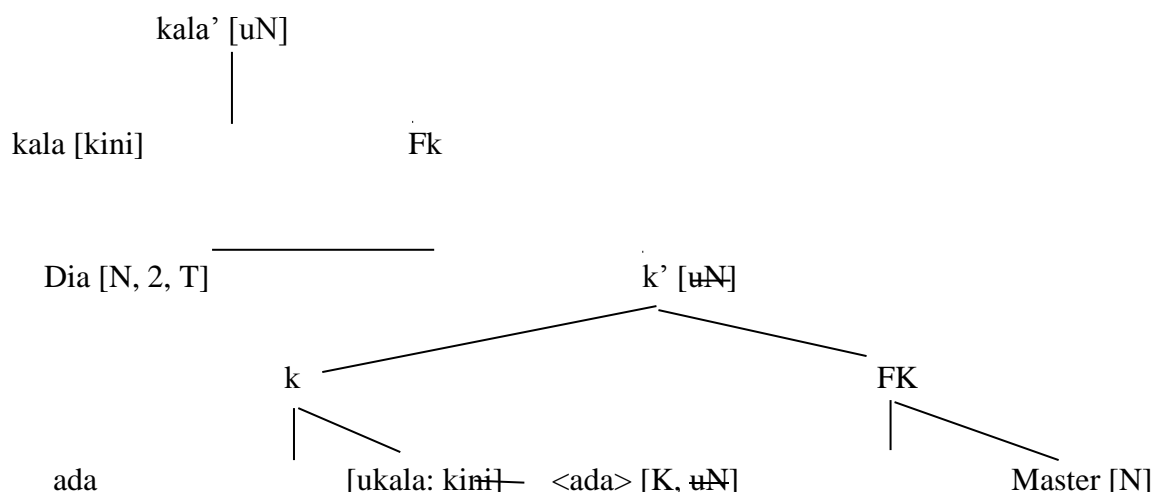 kala’ [uN]
kala [kini] Fk
Dia [N, 2, T] k’ [uN]
k FK
ada [ukala: kini] <ada> [K, uN] Master [N]